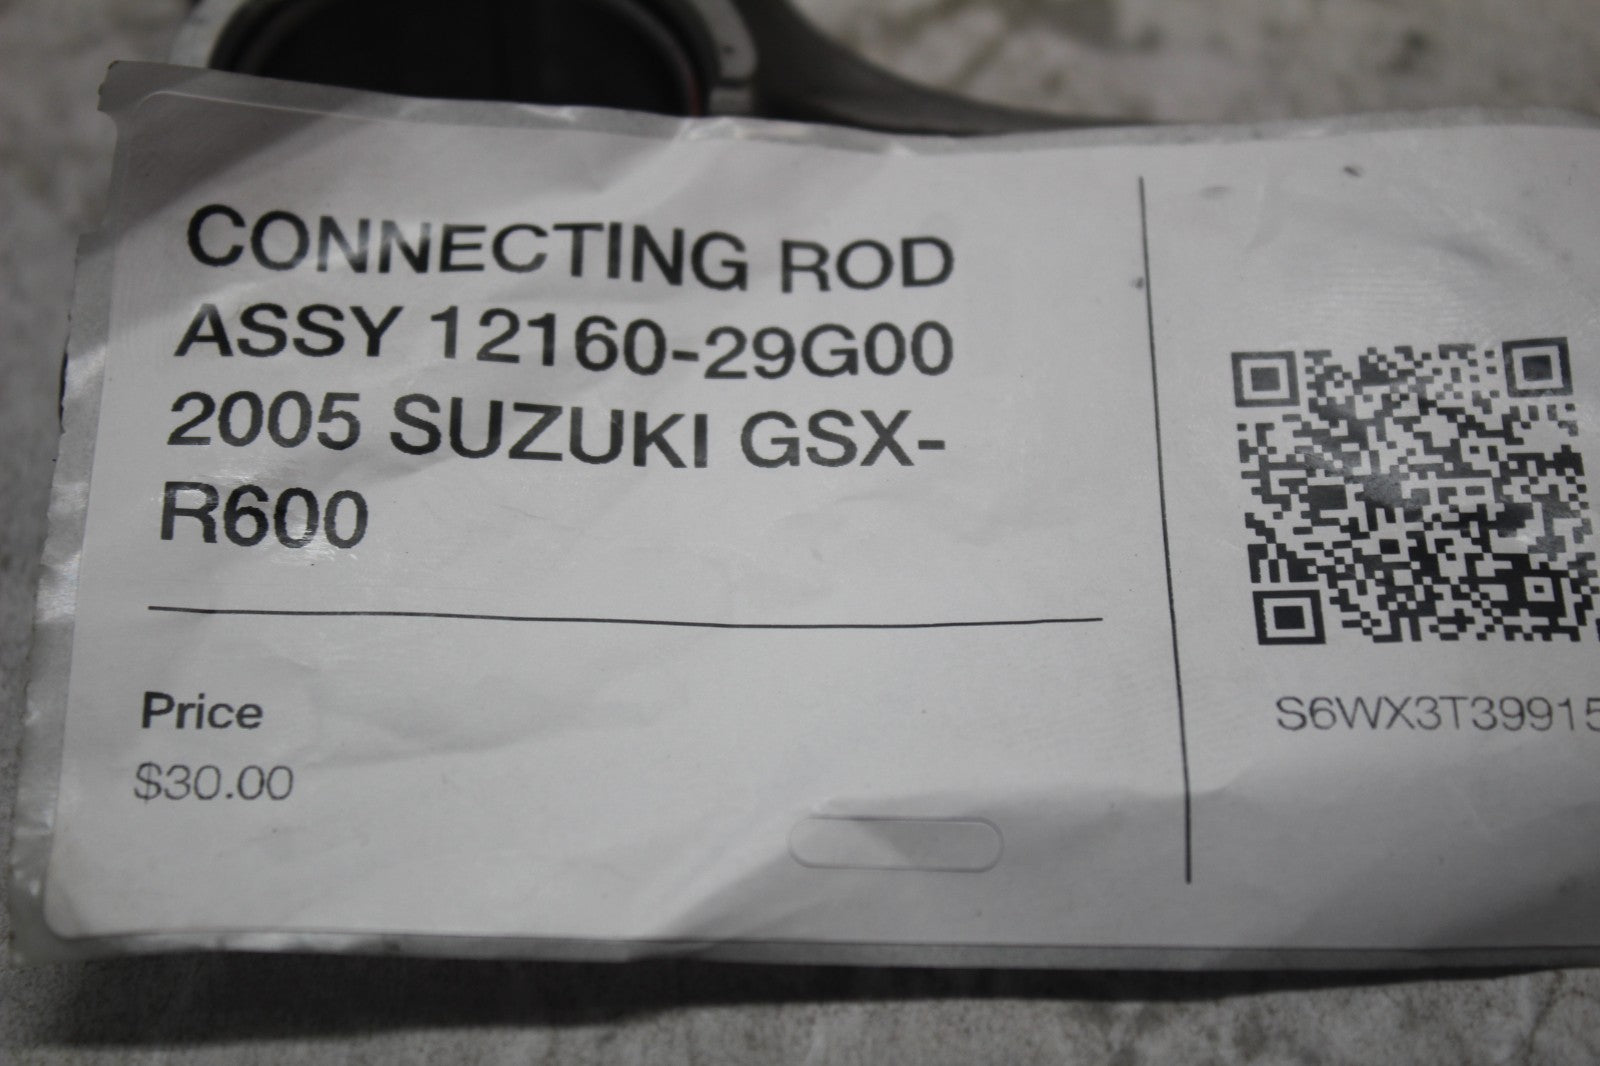 CONNECTING ROD
ASSY 12160-29G00
2005 SUZUKI GSX-
R600
Price
$30.00
S6WX3T39915